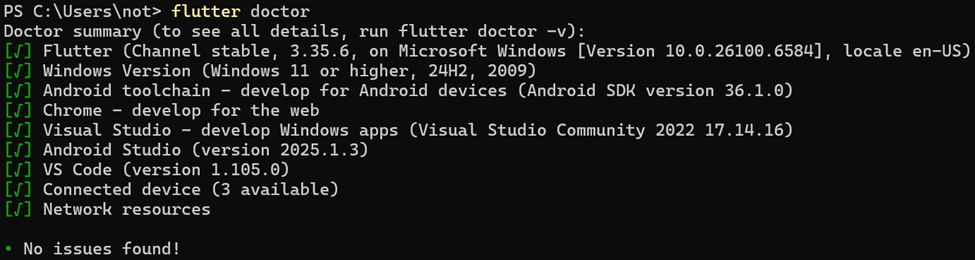 PS C:\Users\not> flutter doctor
Doctor summary (to see all details, run flutter doctor -v):
[√] Flutter (Channel stable, 3.35.6, on Microsoft Windows [Version 10.0.26100.6584], locale en-US)
[√] Windows Version (Windows 11 or higher, 24H2, 2009)
[√] Android toolchain - develop for Android devices (Android SDK version 36.1.0)
[√] Chrome - develop for the web
[√] Visual Studio - develop Windows apps (Visual Studio Community 2022 17.14.16)
[√] Android Studio (version 2025.1.3)
[√] VS Code (version 1.105.0)
[√] Connected device (3 available)
[√] Network resources
• No issues found!